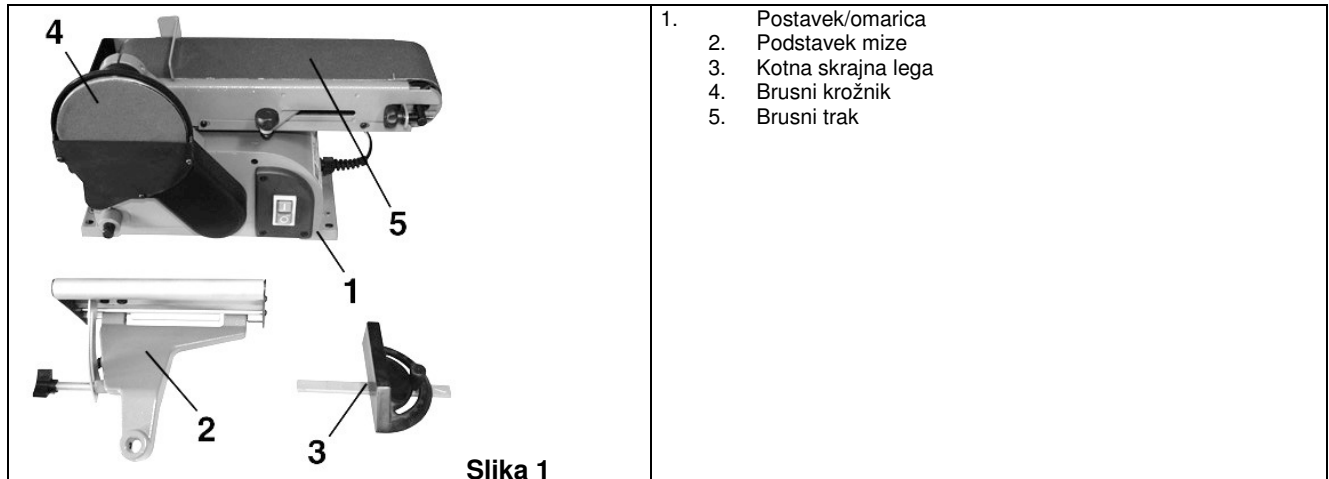 4
5
1
2
3
Slika 1
1. Postavek/omarica
2. Podstavek mize
3. Kotna skrajna lega
4. Brusni krožnik
5. Brusni trak